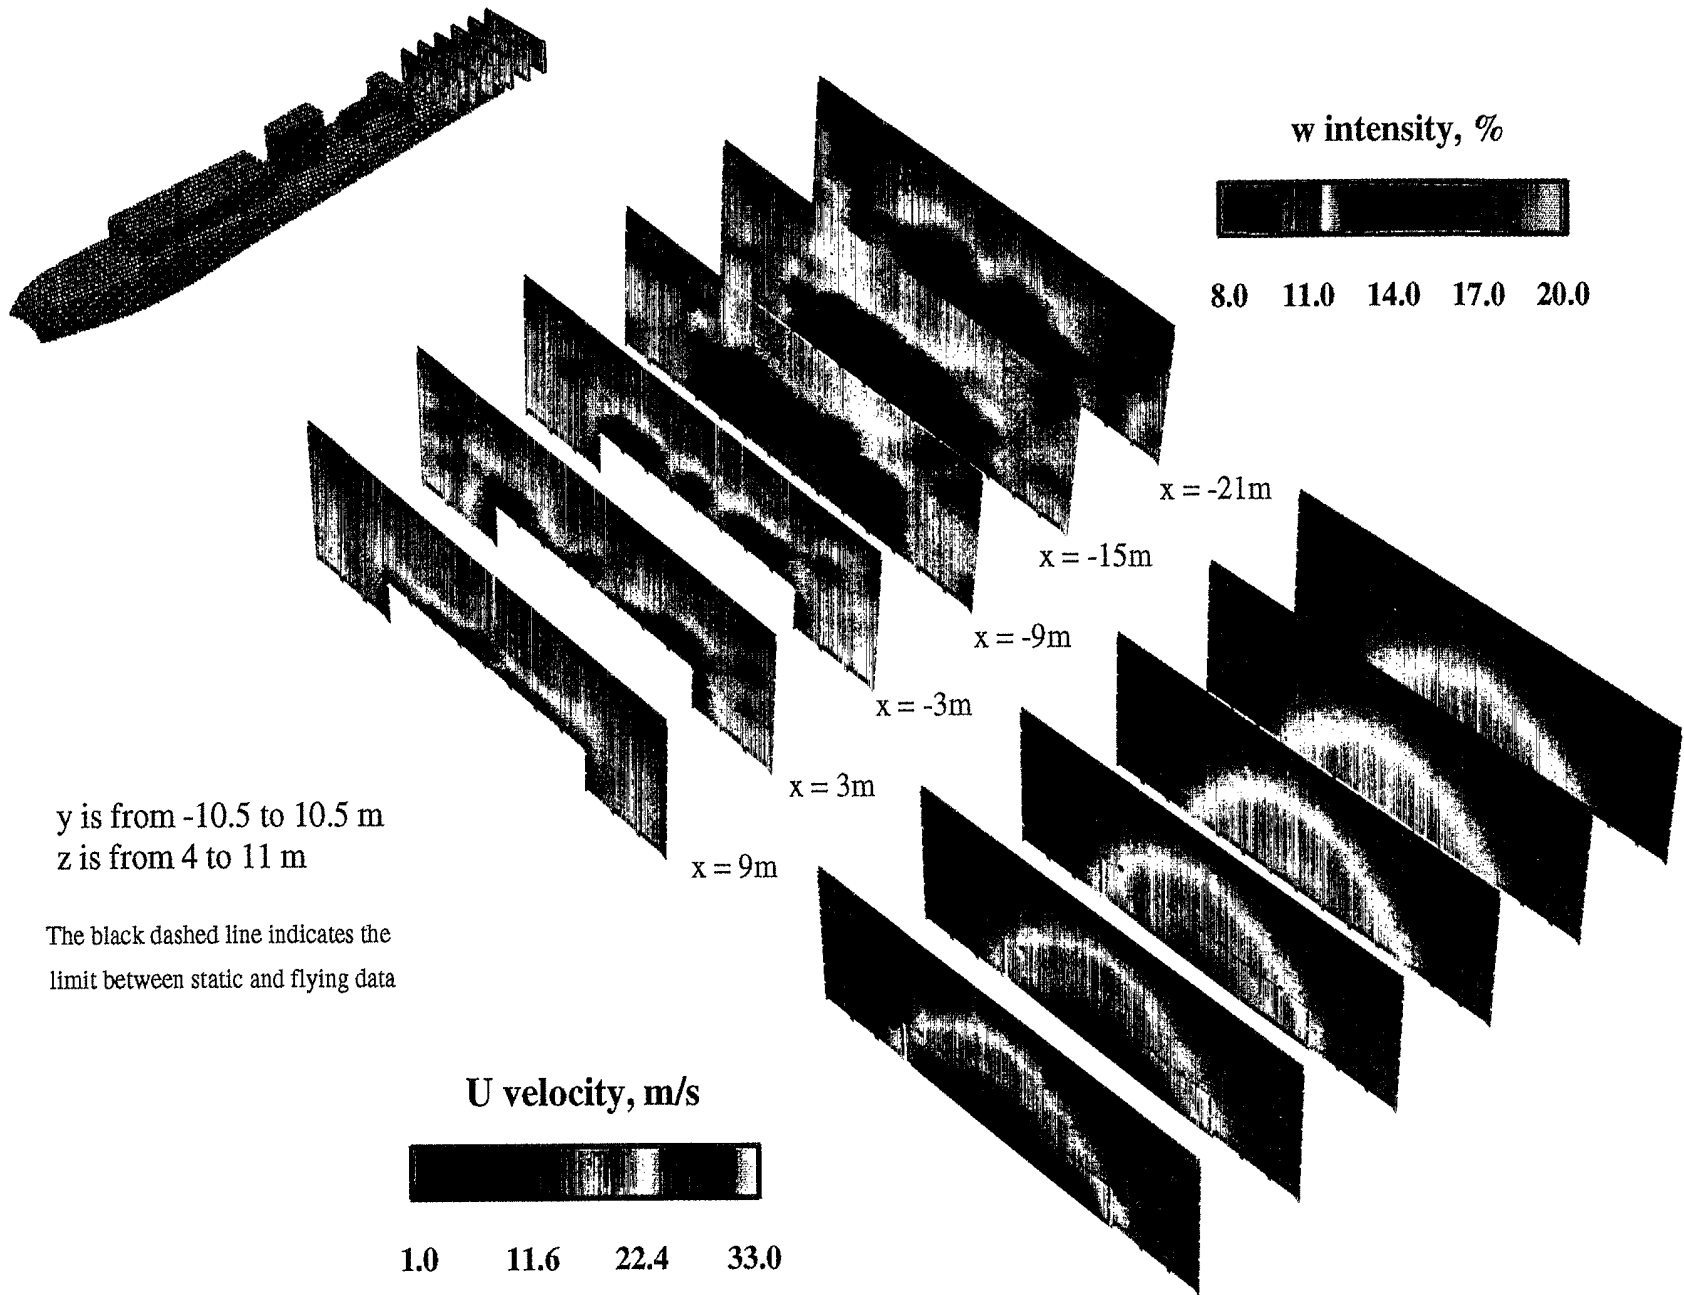 w intensity, %
8.0 11.0 14.0 17.0 20.0
x = -21m
x = -15m
x = -9m
x = -3m
x = 3m
x = 9m
y is from -10.5 to 10.5 m
z is from 4 to 11 m
The black dashed line indicates the
limit between static and flying data
U velocity, m/s
1.0 11.6 22.4 33.0